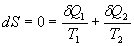 dS = 0 = δQ₁/T₁ + δQ₂/T₂